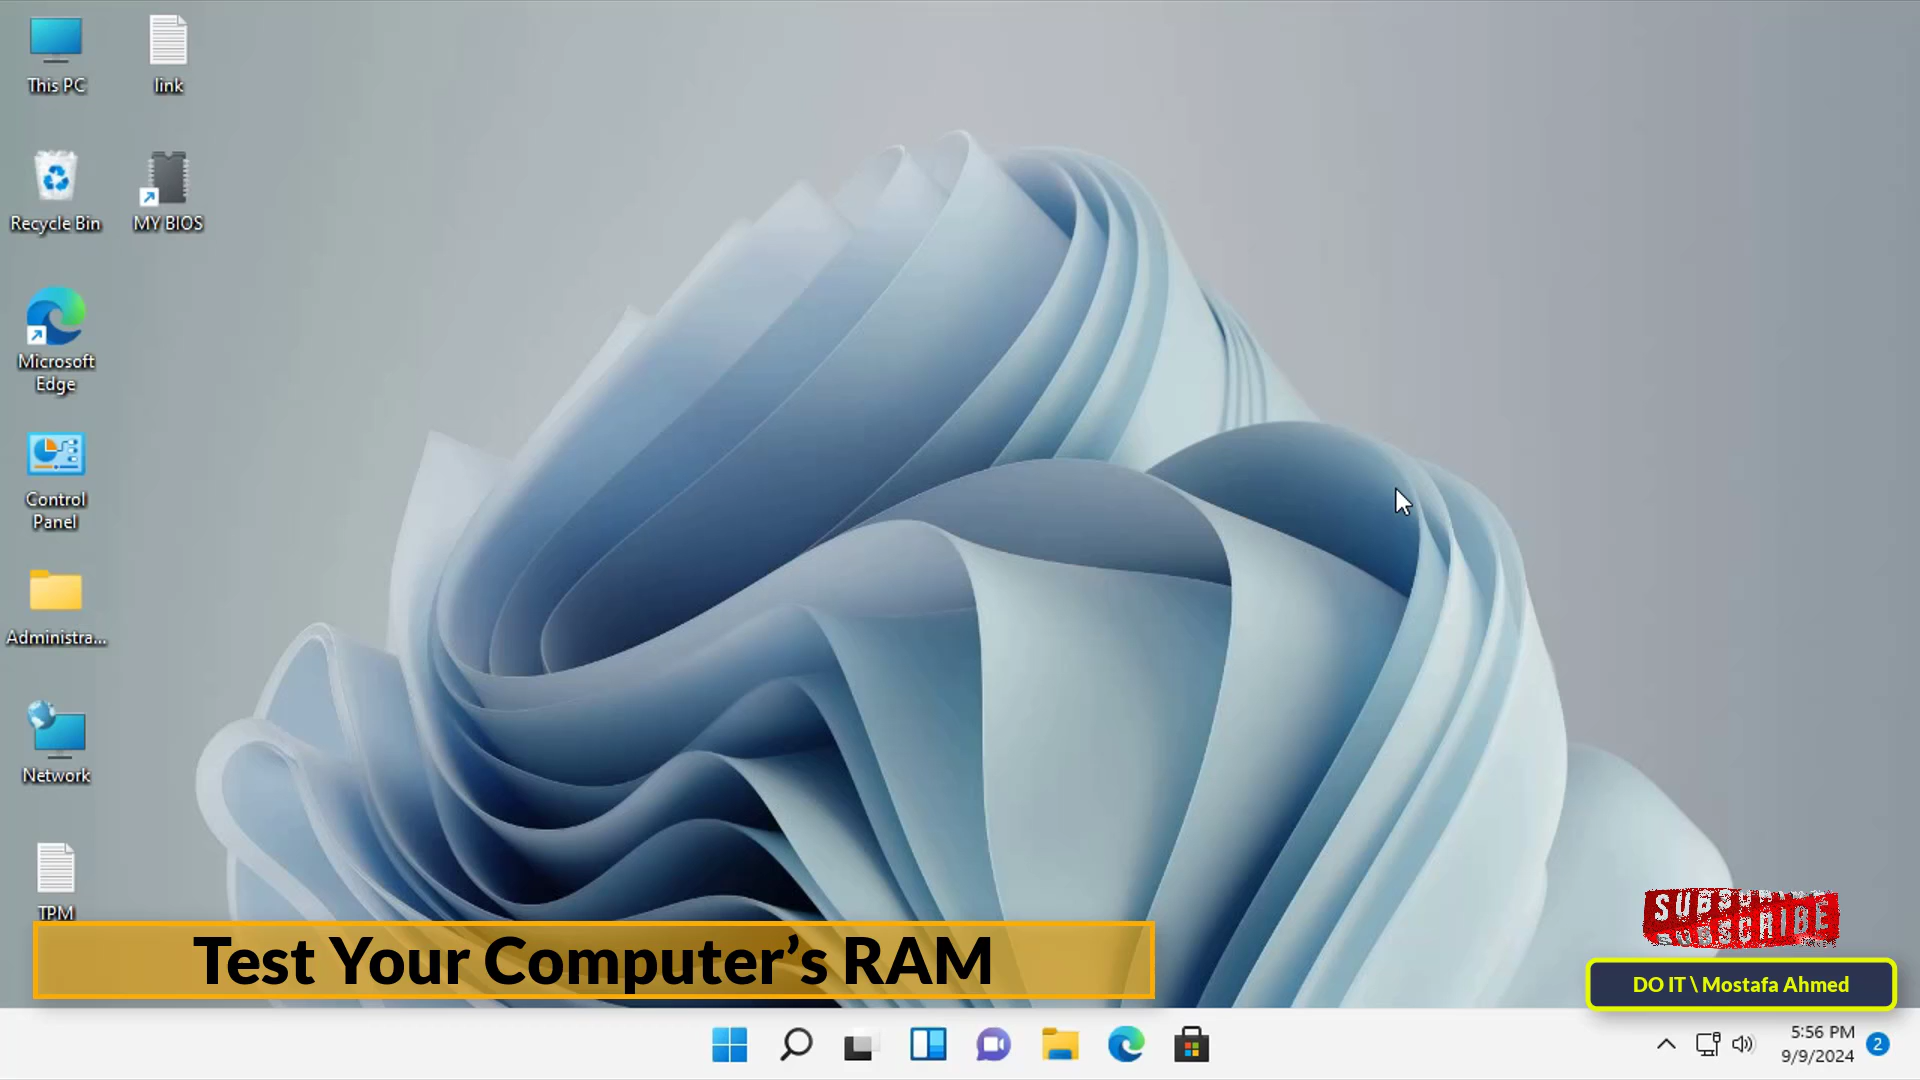 This PC
link
Recycle Bin
MY BIOS
Microsoft
Edge
Control
Panel
Administra...
Network
TPM
Test Your Computer’s RAM
SUBSCRIBE
DO IT \ Mostafa Ahmed
5:56 PM
9/9/2024
2